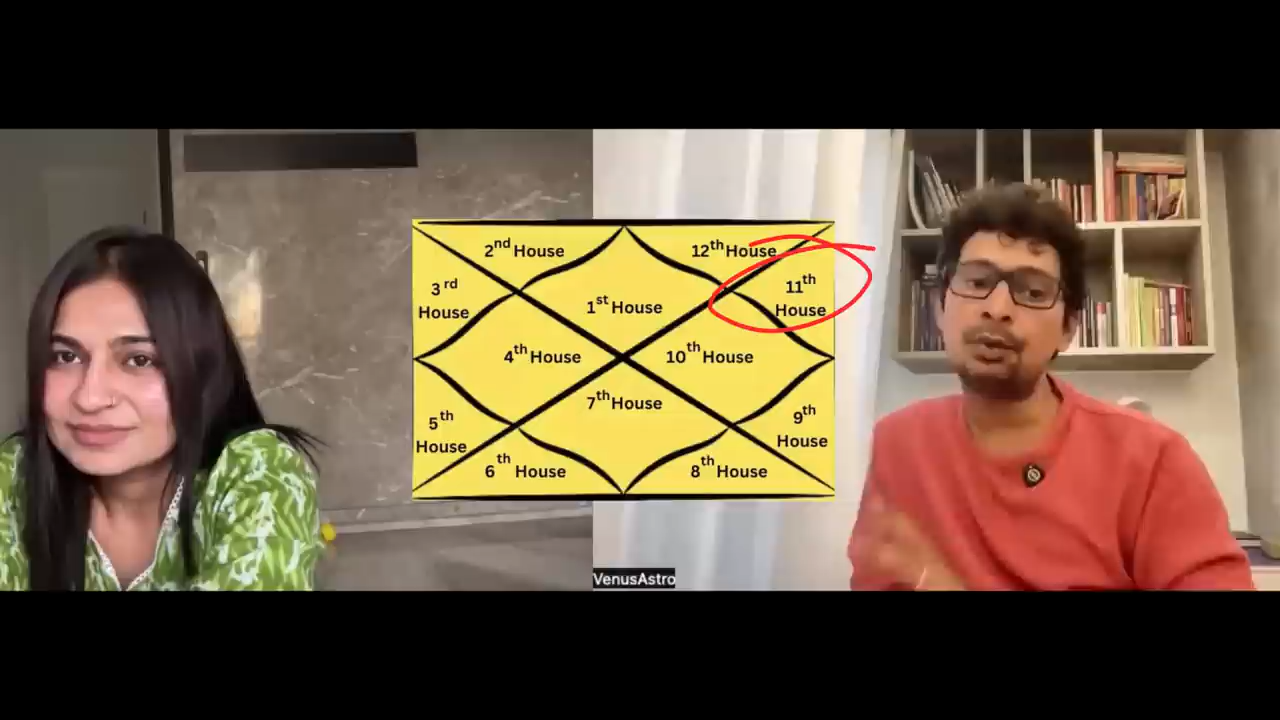 2nd House
12th House
3rd
House
11th
House
1st House
4th House
10th House
7th House
5th
House
9th
House
6th House
8th House
VenusAstro